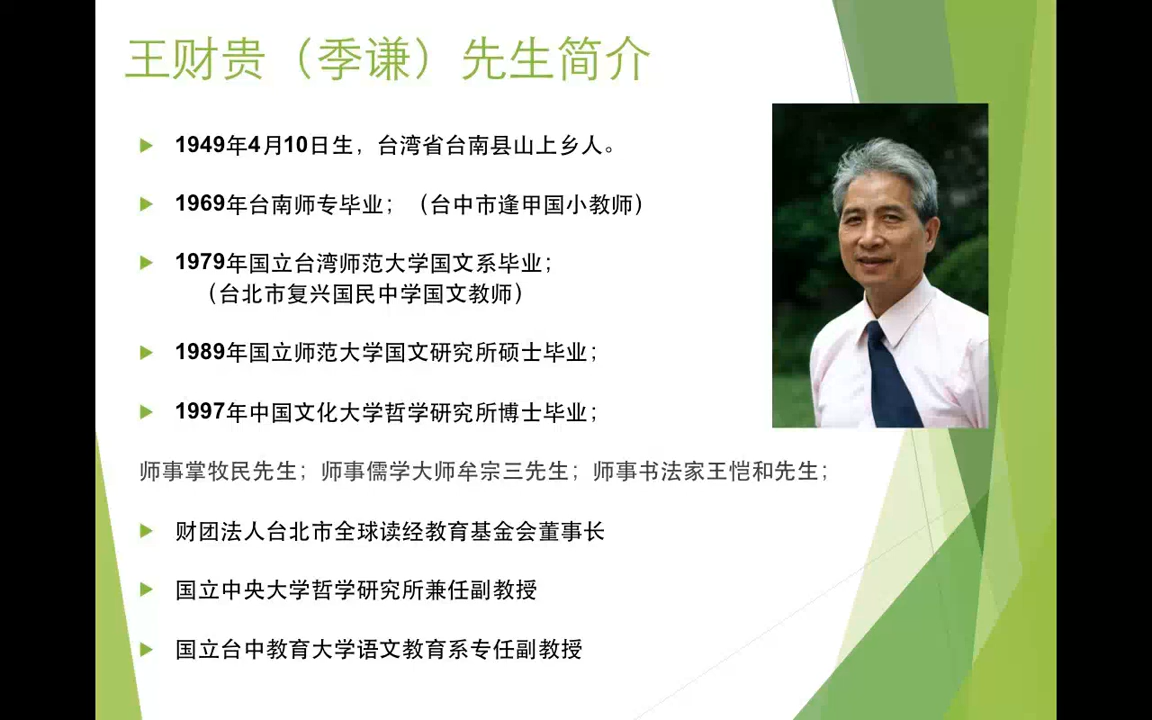 王财贵（季谦）先生简介
1949年4月10日生，台湾省台南县山上乡人。
1969年台南师专毕业；（台中市逢甲国小教师）
1979年国立台湾师范大学国文系毕业；
（台北市复兴国民中学国文教师）
1989年国立师范大学国文研究所硕士毕业；
1997年中国文化大学哲学研究所博士毕业；
师事掌牧民先生；师事儒学大师牟宗三先生；师事书法家王恺和先生；
财团法人台北市全球读经教育基金会董事长
国立中央大学哲学研究所兼任副教授
国立台中教育大学语文教育系专任副教授